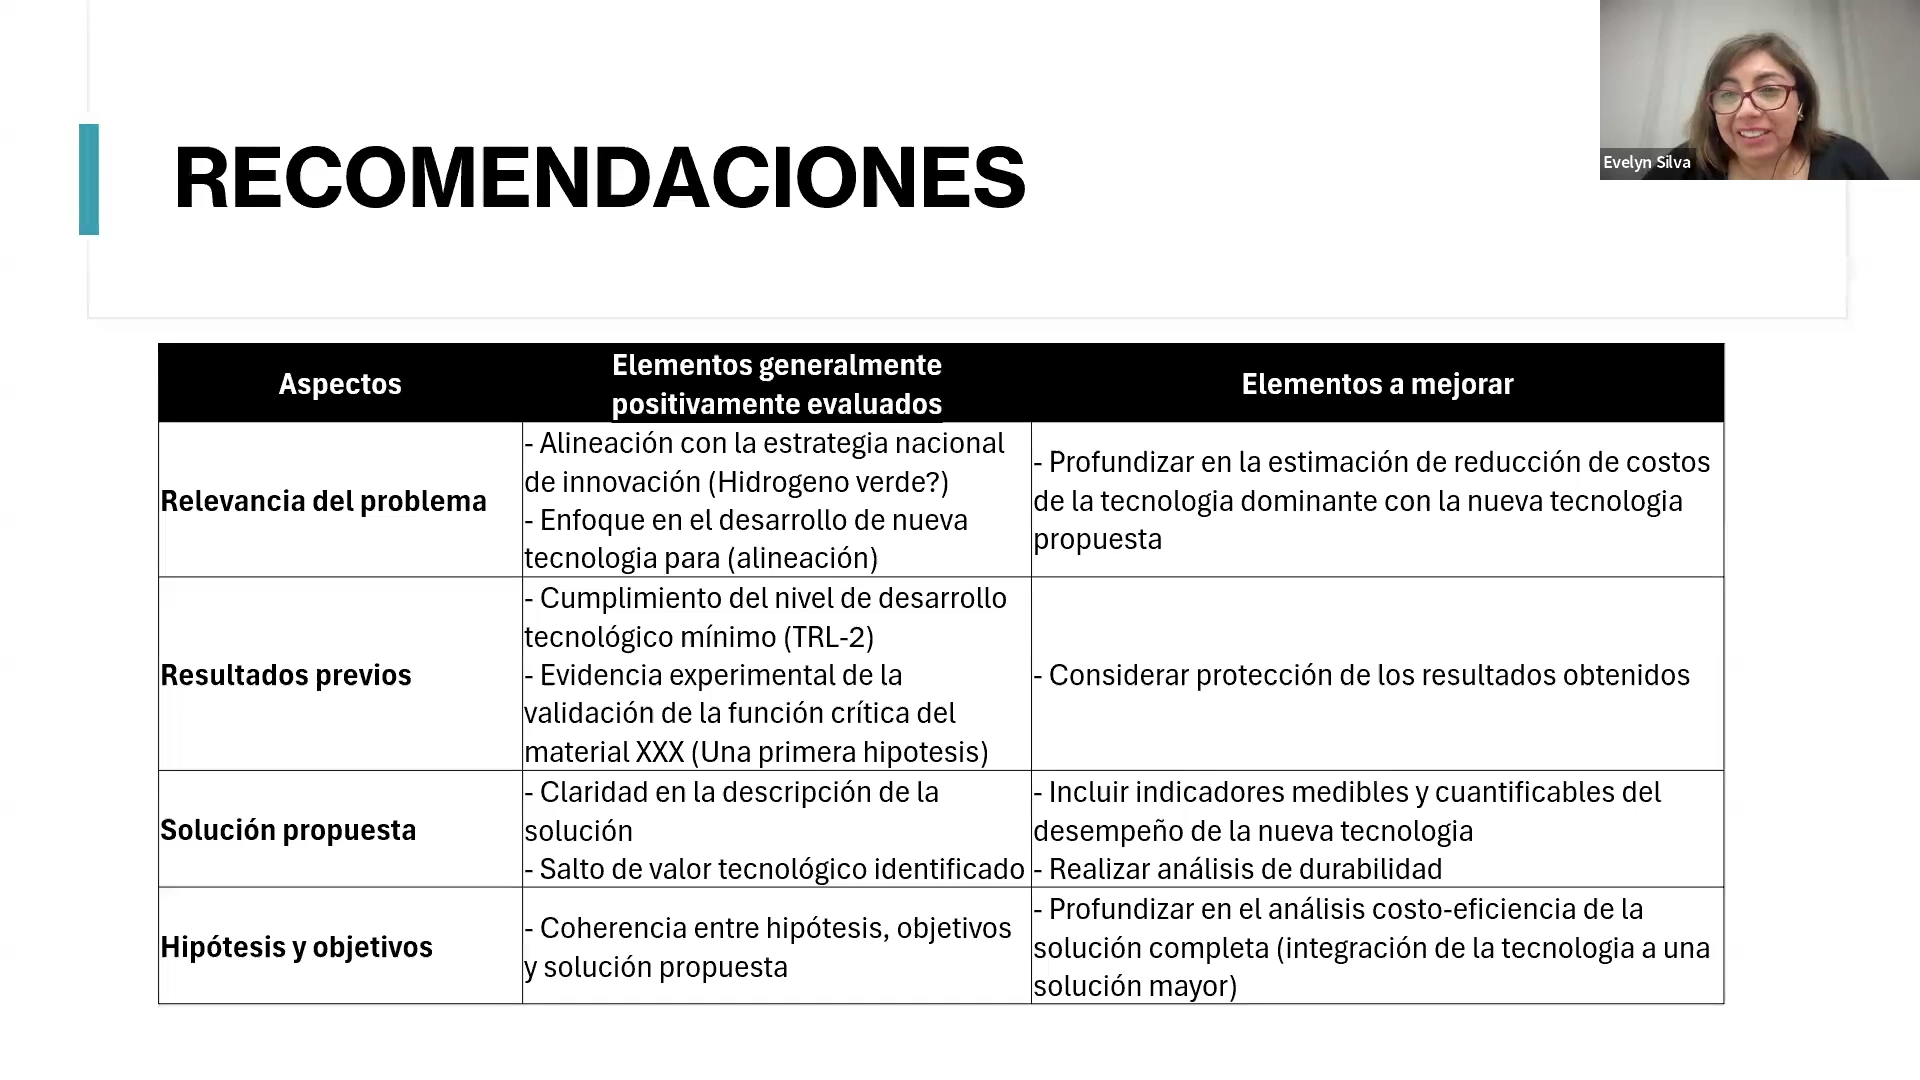 RECOMENDACIONES
Evelyn Silva
Aspectos
Elementos generalmente
positivamente evaluados
Elementos a mejorar
Relevancia del problema
- Alineación con la estrategia nacional
de innovación (Hidrogeno verde?)
- Enfoque en el desarrollo de nueva
tecnologia para (alineación)
- Profundizar en la estimación de reducción de costos
de la tecnologia dominante con la nueva tecnologia
propuesta
Resultados previos
- Cumplimiento del nivel de desarrollo
tecnológico mínimo (TRL-2)
- Evidencia experimental de la
validación de la función crítica del
material XXX (Una primera hipotesis)
- Considerar protección de los resultados obtenidos
Solución propuesta
- Claridad en la descripción de la
solución
- Salto de valor tecnológico identificado
- Incluir indicadores medibles y cuantificables del
desempeño de la nueva tecnologia
- Realizar análisis de durabilidad
Hipótesis y objetivos
- Coherencia entre hipótesis, objetivos
y solución propuesta
- Profundizar en el análisis costo-eficiencia de la
solución completa (integración de la tecnologia a una
solución mayor)